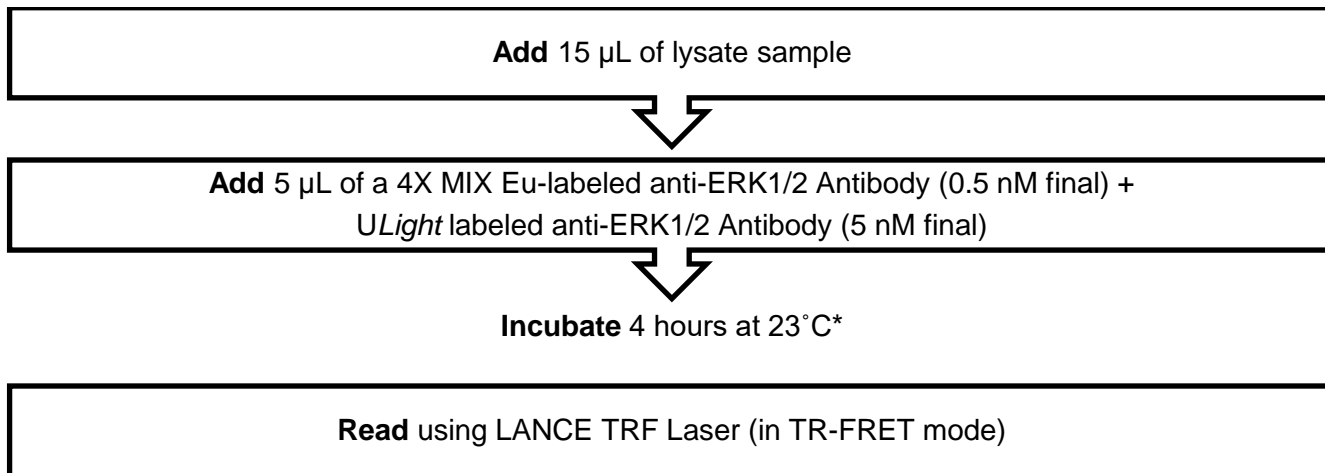 Add 15 µL of lysate sample
Add 5 µL of a 4X MIX Eu-labeled anti-ERK1/2 Antibody (0.5 nM final) +
ULight labeled anti-ERK1/2 Antibody (5 nM final)
Incubate 4 hours at 23˚C*
Read using LANCE TRF Laser (in TR-FRET mode)